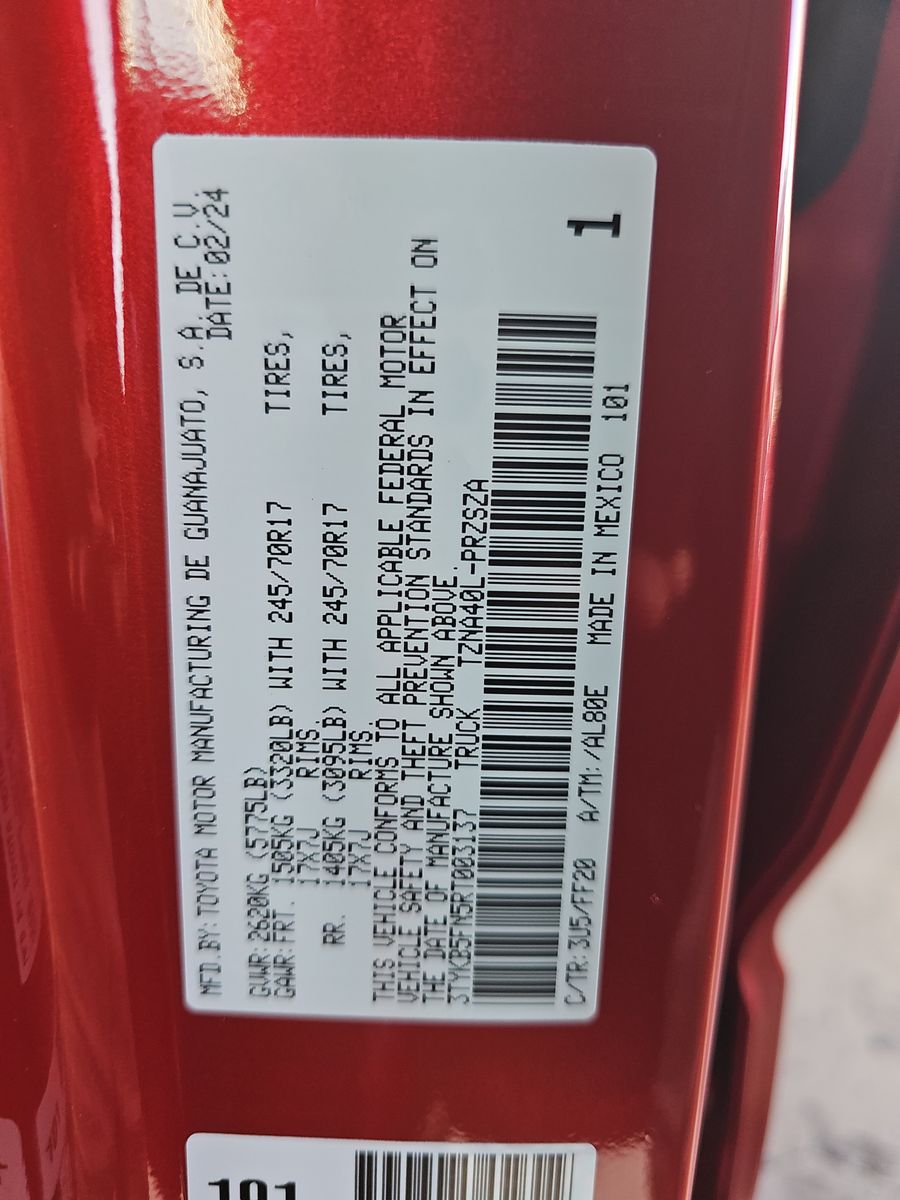 MFD.BY:TOYOTA MOTOR MANUFACTURING DE GUANAJUATO, S.A. DE C.V.
DATE:02/24
GVWR:2620KG (5775LB)
GAWR:FRT. 1505KG (3320LB) WITH 245/70R17 TIRES,
17X7J RIMS.
RR. 1405KG (3095LB) WITH 245/70R17 TIRES,
17X7J RIMS.
THIS VEHICLE CONFORMS TO ALL APPLICABLE FEDERAL MOTOR
VEHICLE SAFETY AND THEFT PREVENTION STANDARDS IN EFFECT ON
THE DATE OF MANUFACTURE SHOWN ABOVE.
3TYKB5FN5RT003137 TRUCK TZNA40L-PRZSZA
1
C/TR:3U5/FF20 A/TM:/AL80E MADE IN MEXICO 101
101